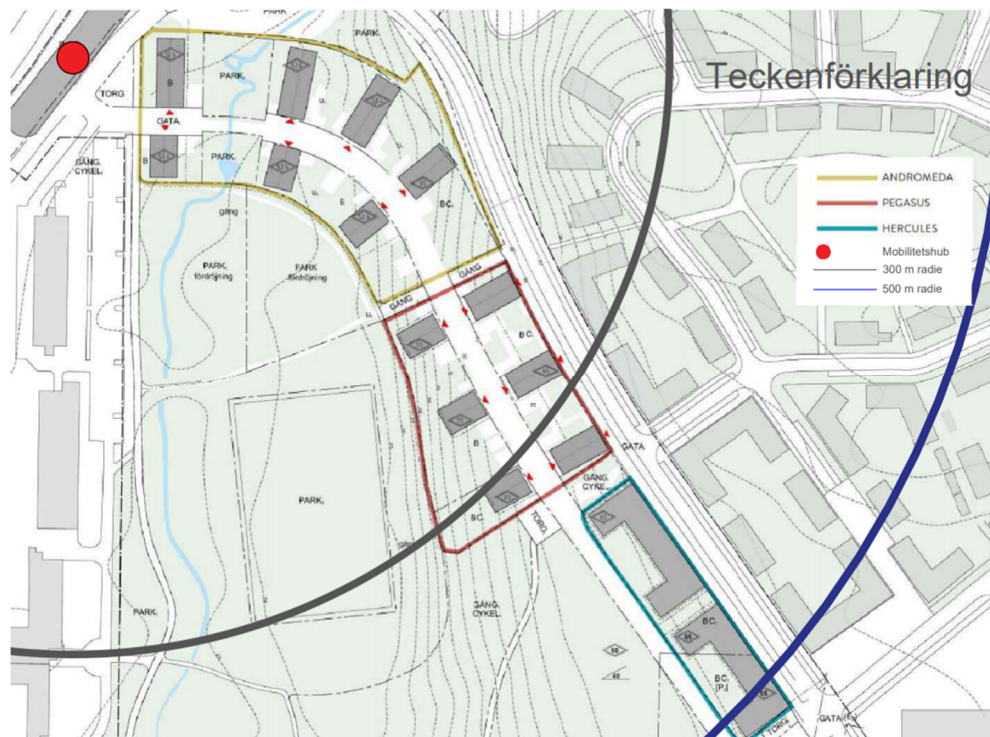 PARK
PARK
Teckenförklaring
PARK.
TORG
B
GATA.
GÅNG.
CYKEL.
B
PARK.
gång
B
BC.
ANDROMEDA
PEGASUS
HERCULES
Mobilitetshub
300 m radie
500 m radie
PARK.
fördröjning
PARK
fördröjning
GÅNG
GÅNG
BC.
B
GATA
GÅNG.
CYKEL.
PARK.
BC.
TORG.
gång
PARK.
GÅNG.
CYKEL.
BC.
BC.
[P.]
TORG
GATA